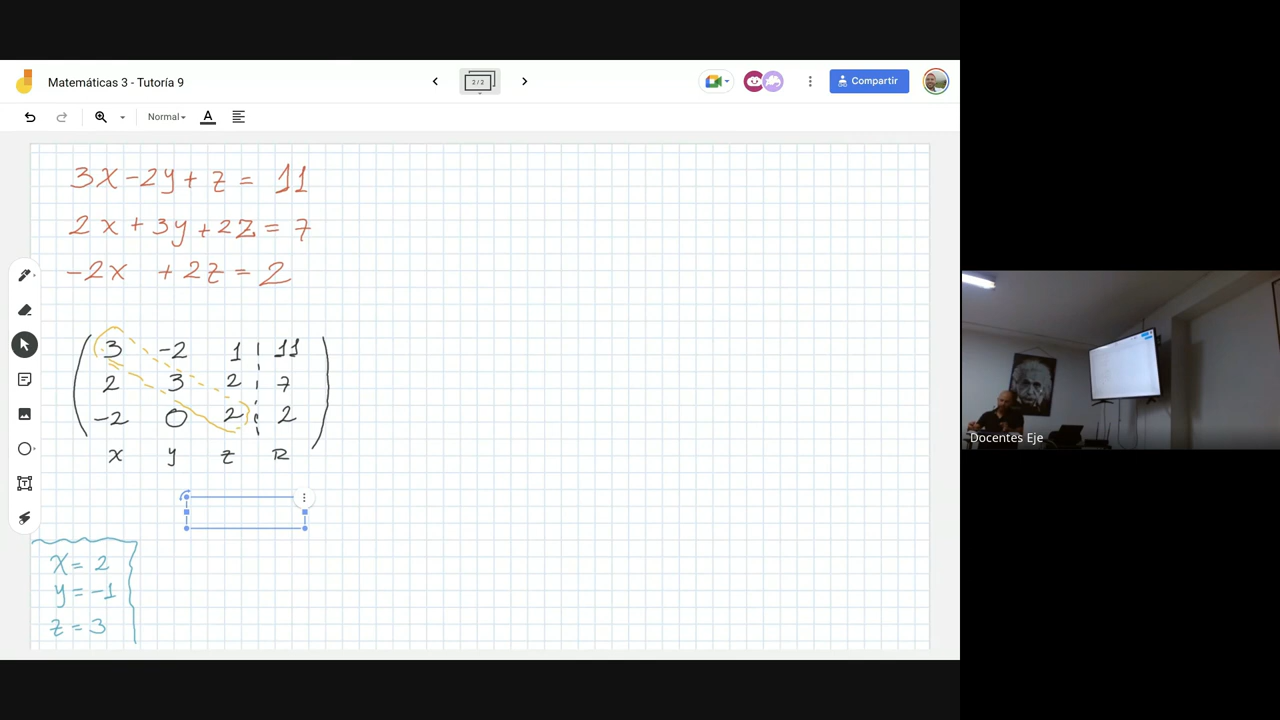 Matemáticas 3 - Tutoría 9
2/2
Compartir
Normal
A
3x-2y+z = 11
2x+3y+2z=7
-2x +2z=2
3 -2 1 | 11
2 3 2 | 7
-2 0 2 | 2
x y z R
x=2
y=-1
z=3
Docentes Eje